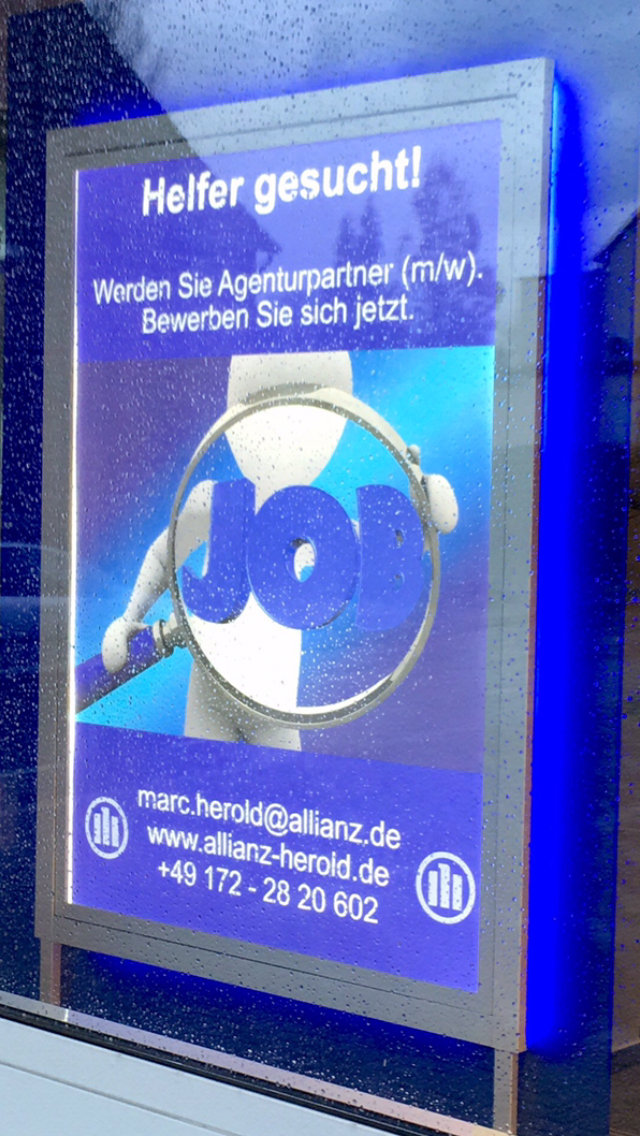 Helfer gesucht!
Werden Sie Agenturpartner (m/w).
Bewerben Sie sich jetzt.
JOB
marc.herold@allianz.de
www.allianz-herold.de
+49 172 - 28 20 602